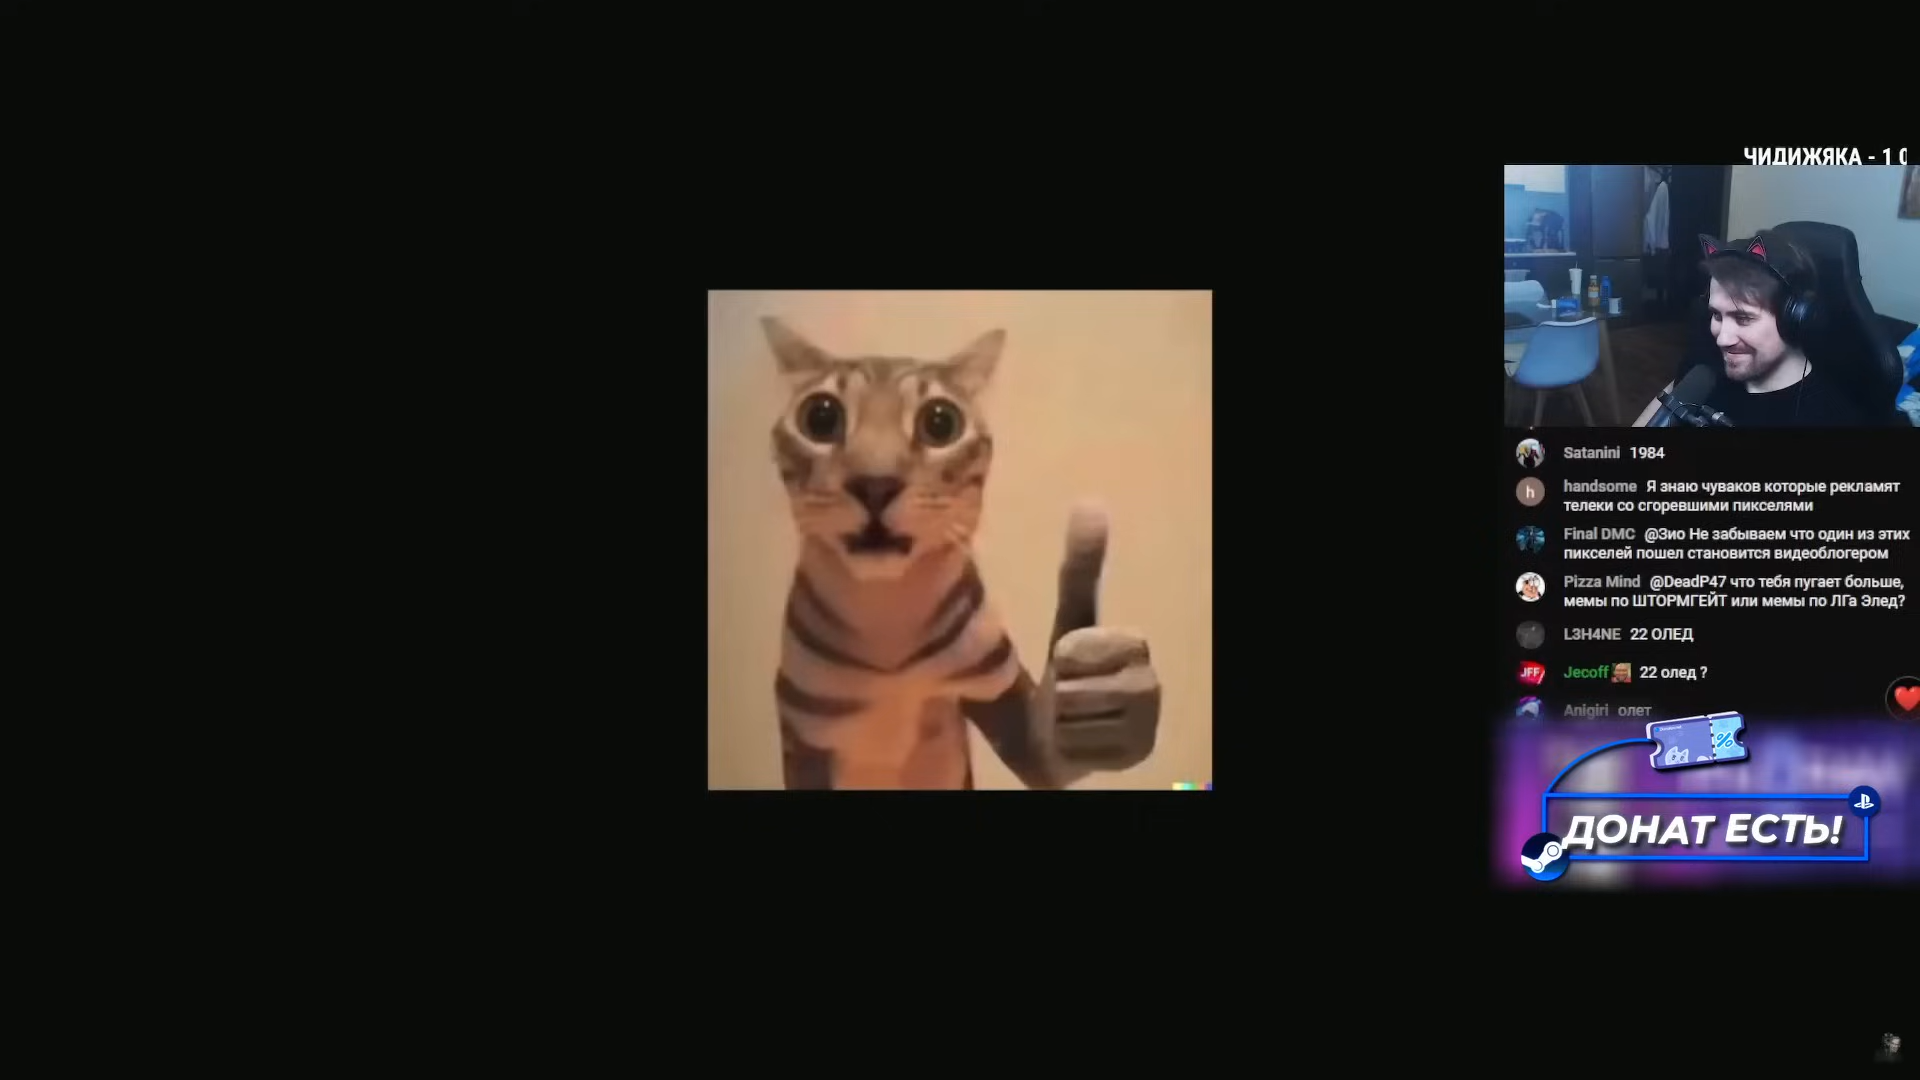 ЧИДИЖЯКА - 1 0
Satanini 1984
h
handsome Я знаю чуваков которые рекламят
телеки со сгоревшими пикселями
Final DMC @Зио Не забываем что один из этих
пикселей пошел становится видеоблогером
Pizza Mind @DeadP47 что тебя пугает больше,
мемы по ШТОРМГЕЙТ или мемы по ЛГа Элед?
L3H4NE 22 ОЛЕД
JFF Jecoff 22 олед ?
Anigiri олет
%
ДОНАТ ЕСТЬ!